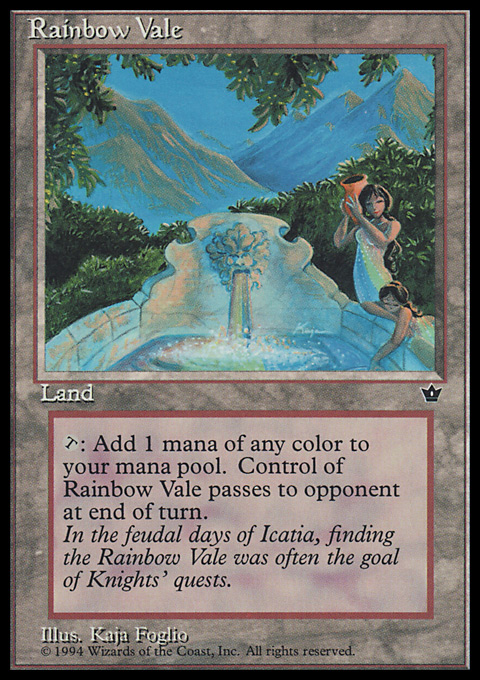 Rainbow Vale
Kaja
Land
: Add 1 mana of any color to
your mana pool. Control of
Rainbow Vale passes to opponent
at end of turn.
In the feudal days of Icatia, finding
the Rainbow Vale was often the goal
of Knights' quests.
Illus. Kaja Foglio
© 1994 Wizards of the Coast, Inc. All rights reserved.